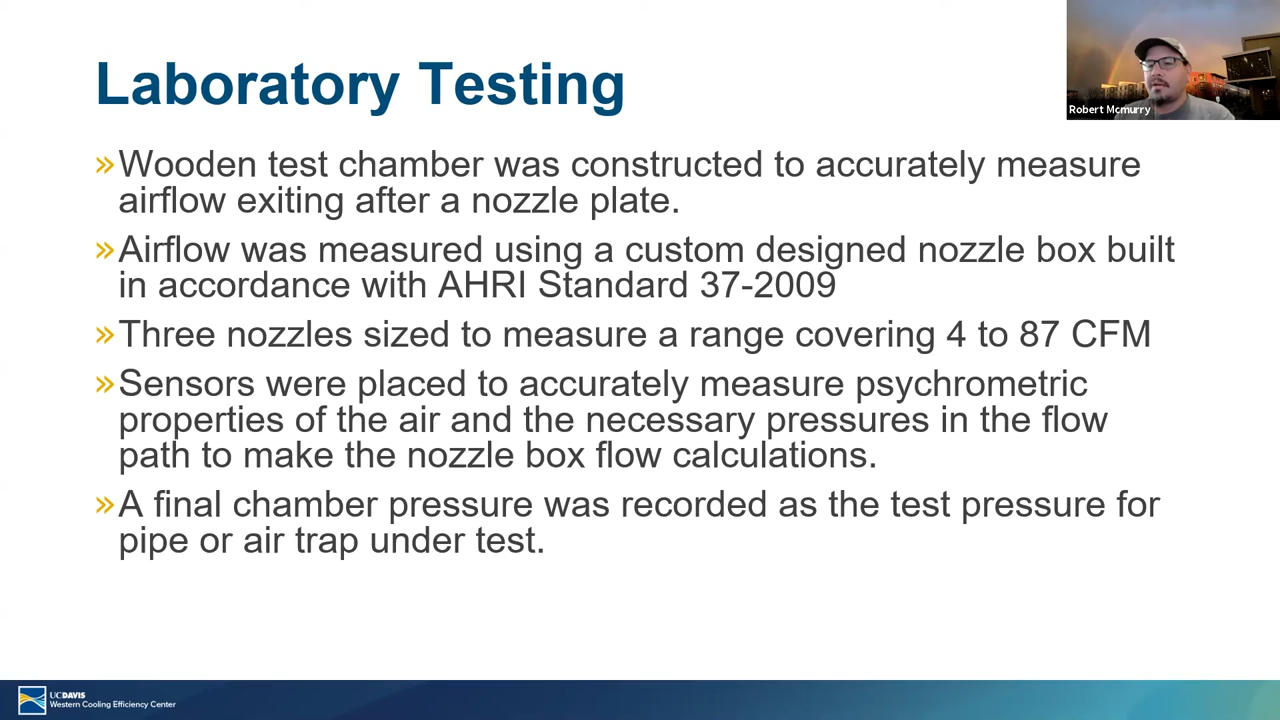 Laboratory Testing
Robert Mcmurry
»Wooden test chamber was constructed to accurately measure
airflow exiting after a nozzle plate.
»Airflow was measured using a custom designed nozzle box built
in accordance with AHRI Standard 37-2009
»Three nozzles sized to measure a range covering 4 to 87 CFM
»Sensors were placed to accurately measure psychrometric
properties of the air and the necessary pressures in the flow
path to make the nozzle box flow calculations.
»A final chamber pressure was recorded as the test pressure for
pipe or air trap under test.
UCDAVIS
Western Cooling Efficiency Center